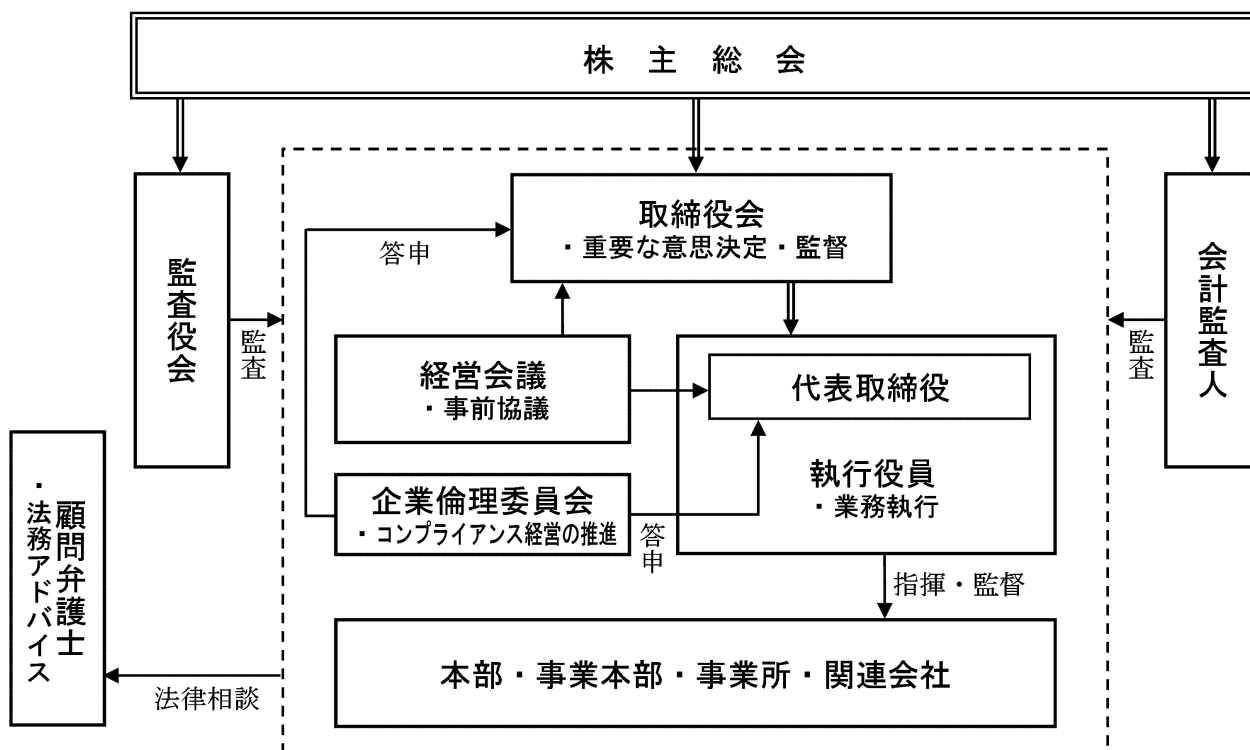 株主総会
監査役会
監査
取締役会
・重要な意思決定・監督
答申
経営会議
・事前協議
代表取締役
執行役員
・業務執行
企業倫理委員会
・コンプライアンス経営の推進
答申
指揮・監督
本部・事業本部・事業所・関連会社
会計監査人
監査
顧問弁護士
・法務アドバイス
法律相談